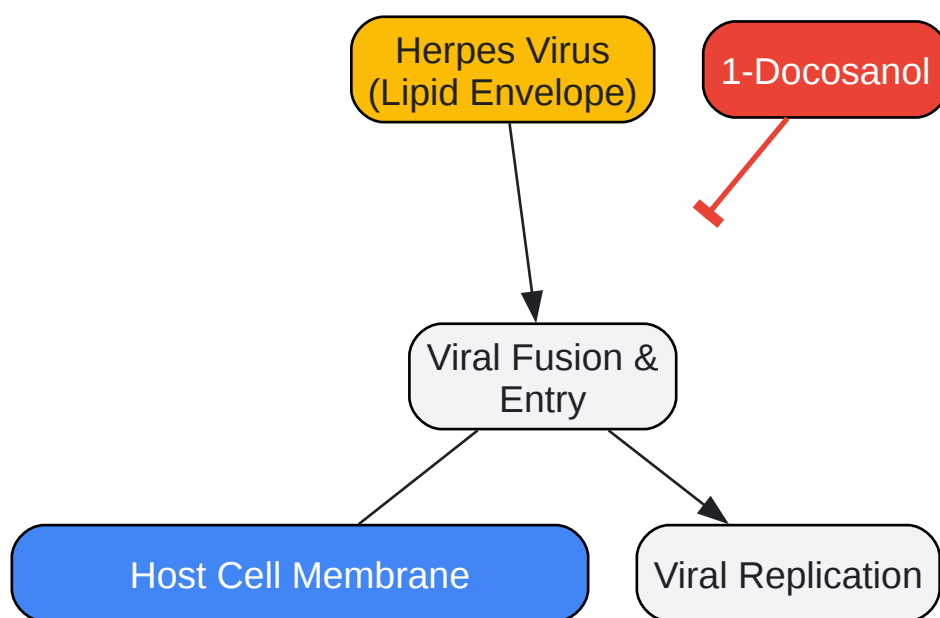 Herpes Virus
(Lipid Envelope)
1-Docosanol
Viral Fusion &
Entry
Host Cell Membrane
Viral Replication